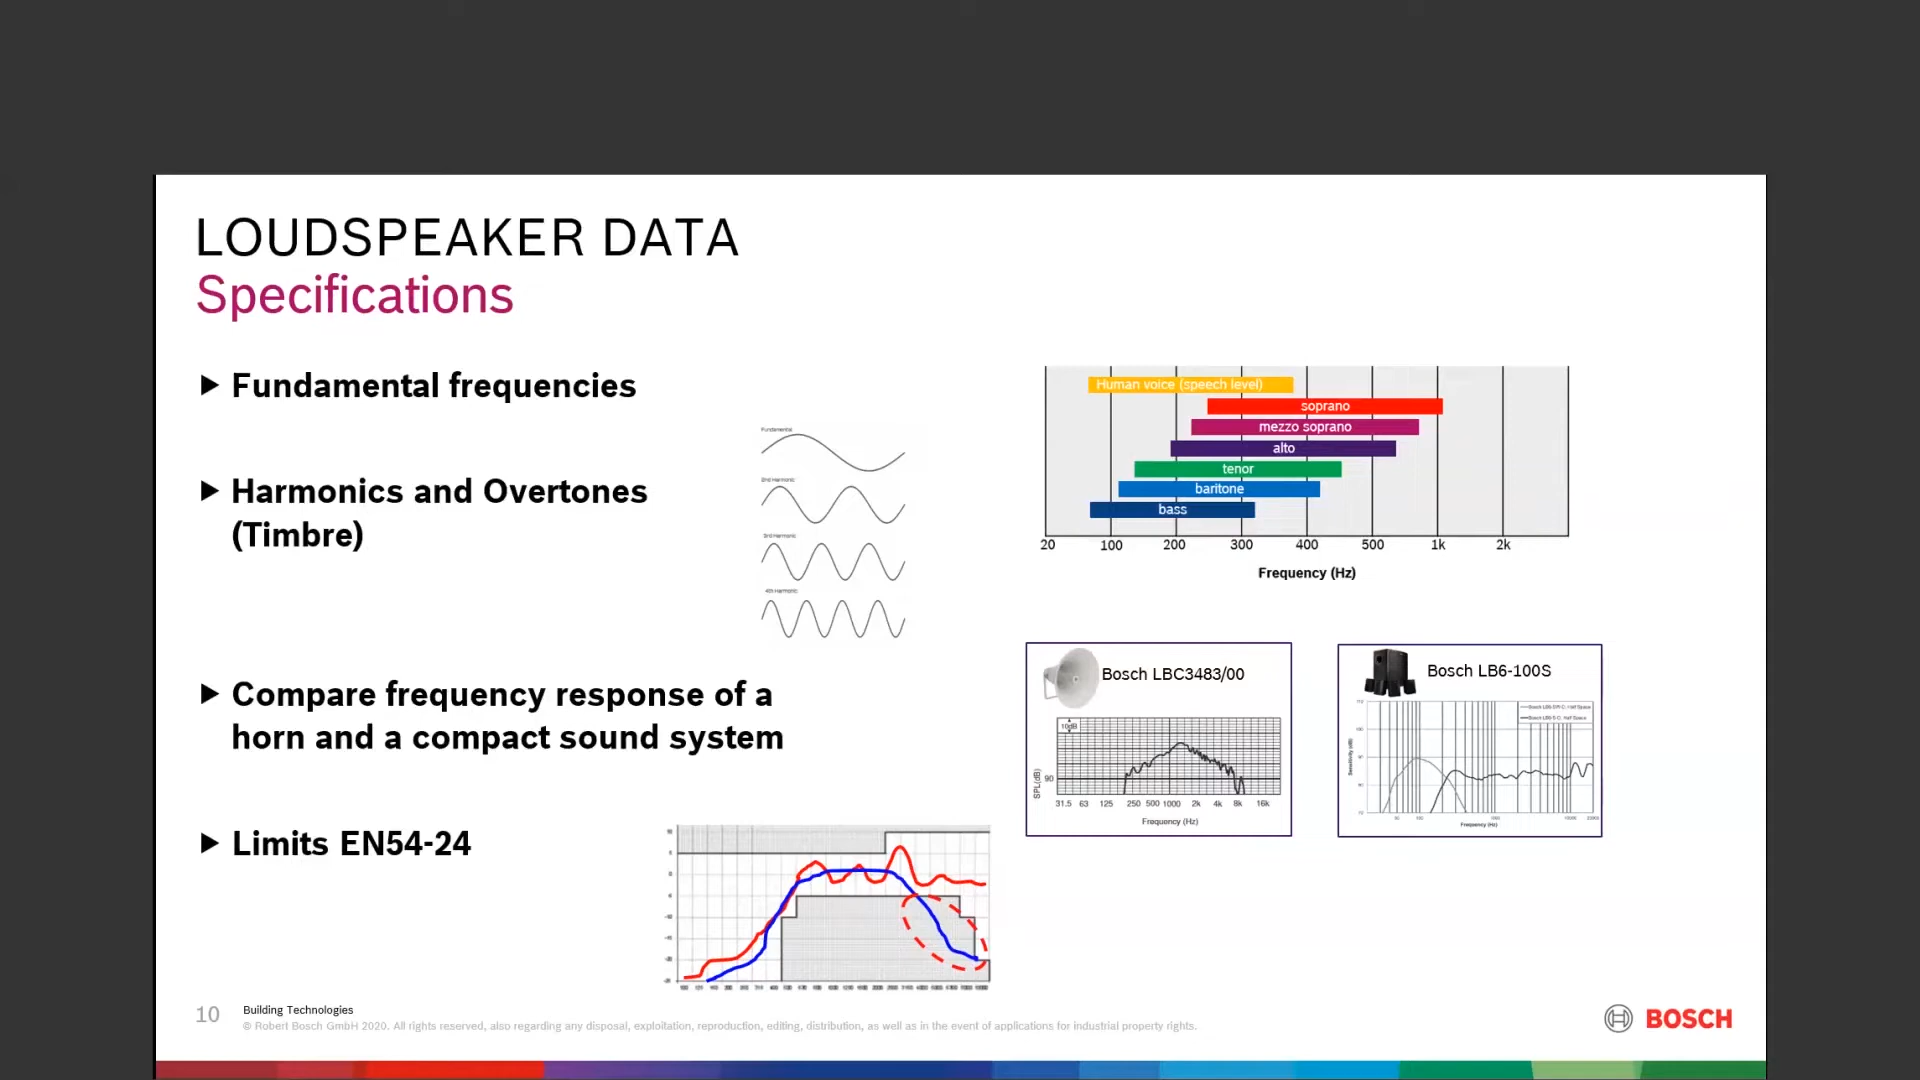 LOUDSPEAKER DATA
Specifications
Fundamental frequencies
Harmonics and Overtones
(Timbre)
Compare frequency response of a
horn and a compact sound system
Limits EN54-24
Fundamental
2nd Harmonic
3rd Harmonic
4th Harmonic
Human voice (speech level)
soprano
mezzo soprano
alto
tenor
baritone
bass
20 100 200 300 400 500 1k 2k
Frequency (Hz)
Bosch LBC3483/00
10dB
SPL(dB)
90
31.5 63 125 250 500 1000 2k 4k 8k 16k
Frequency (Hz)
Bosch LB6-100S
Sensitivity (dB)
Frequency (Hz)
10
Building Technologies
© Robert Bosch GmbH 2020. All rights reserved, also regarding any disposal, exploitation, reproduction, editing, distribution, as well as in the event of applications for industrial property rights.
BOSCH